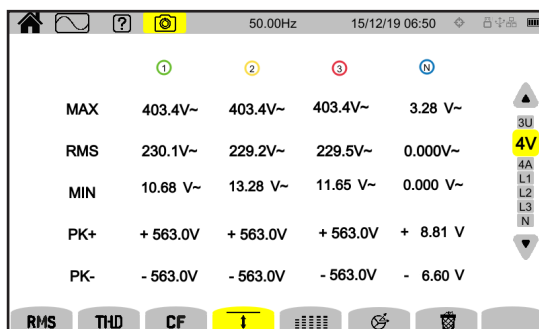 ? 50.00Hz 15/12/19 06:50
1 2 3 N
MAX 403.4V~ 403.4V~ 403.4V~ 3.28 V~
RMS 230.1V~ 229.2V~ 229.5V~ 0.000V~
MIN 10.68 V~ 13.28 V~ 11.65 V~ 0.000 V~
PK+ + 563.0V + 563.0V + 563.0V + 8.81 V
PK- - 563.0V - 563.0V - 563.0V - 6.60 V
3U
4V
4A
L1
L2
L3
N
RMS THD CF